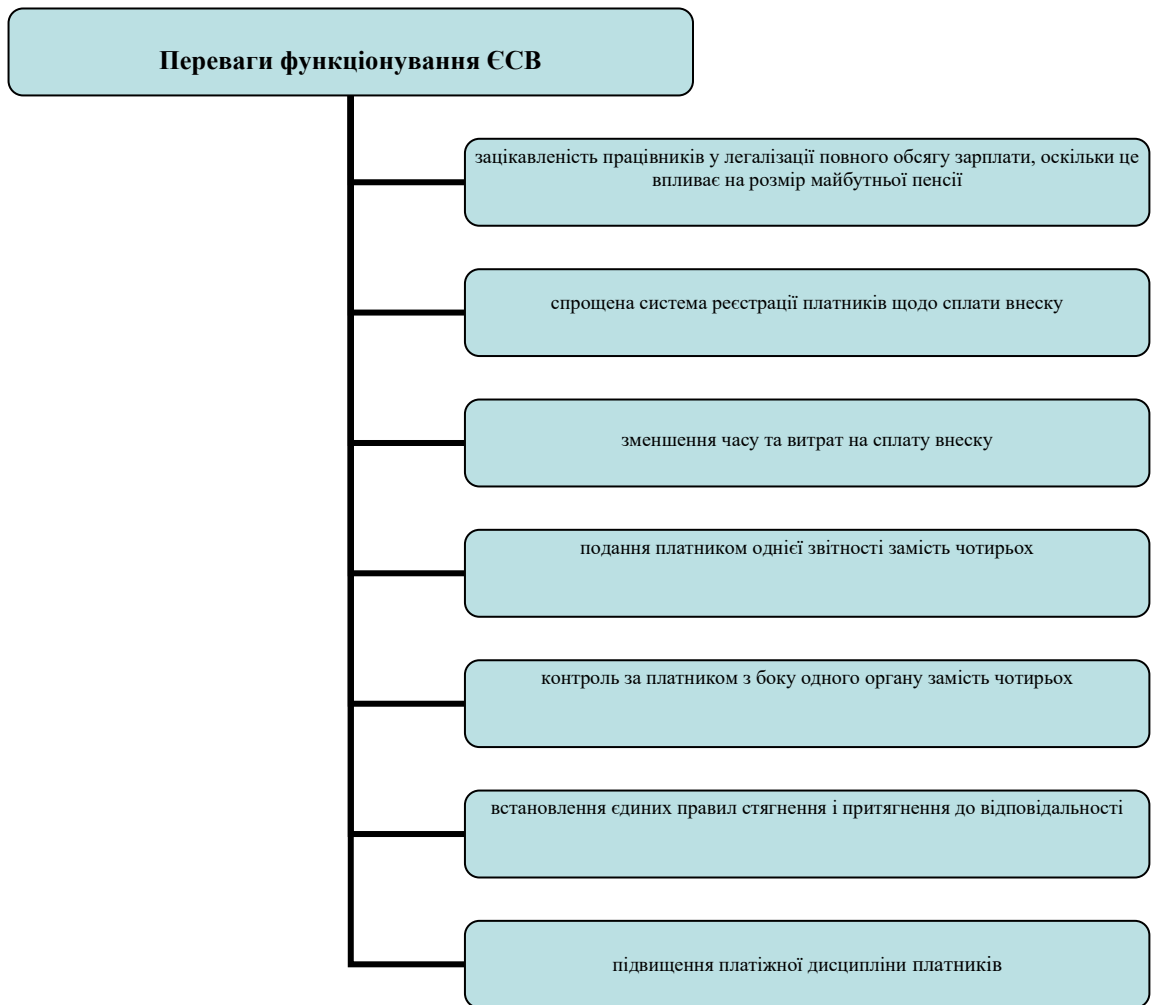 Переваги функціонування ЄСВ
зацікавленість працівників у легалізації повного обсягу зарплати, оскільки це
впливає на розмір майбутньої пенсії
спрощена система реєстрації платників щодо сплати внеску
зменшення часу та витрат на сплату внеску
подання платником однієї звітності замість чотирьох
контроль за платником з боку одного органу замість чотирьох
встановлення єдиних правил стягнення і притягнення до відповідальності
підвищення платіжної дисципліни платників